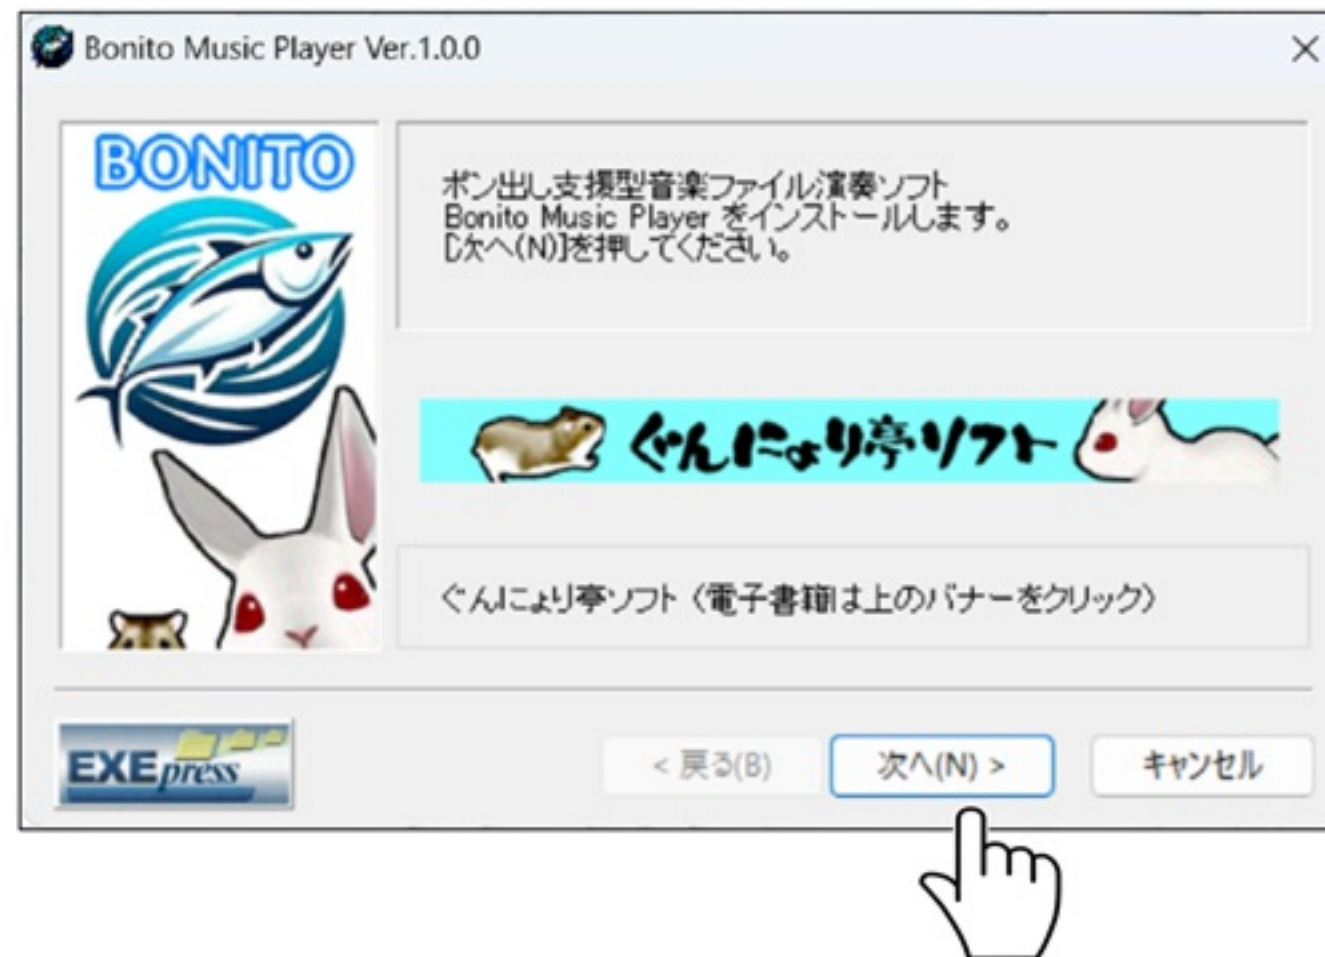 Bonito Music Player Ver.1.0.0
BONITO
ポン出し支援型音楽ファイル演奏ソフト
Bonito Music Player をインストールします。
[次へ(N)]を押してください。
ぐんにょり亭ソフト
ぐんにょり亭ソフト（電子書籍は上のバナーをクリック）
EXEpress
< 戻る(B)
次へ(N) >
キャンセル